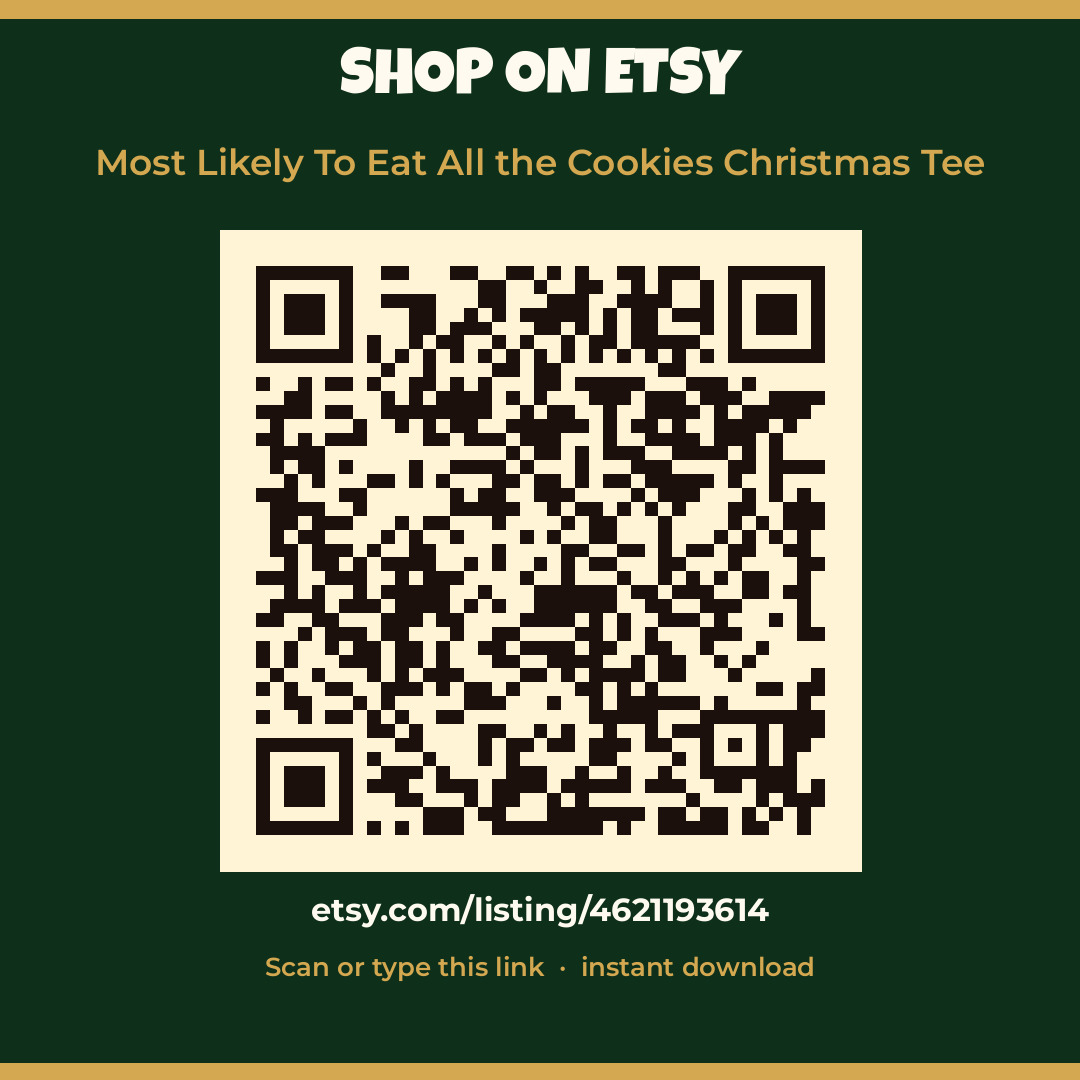 SHOP ON ETSY
Most Likely To Eat All the Cookies Christmas Tee
etsy.com/listing/4621193614
Scan or type this link · instant download